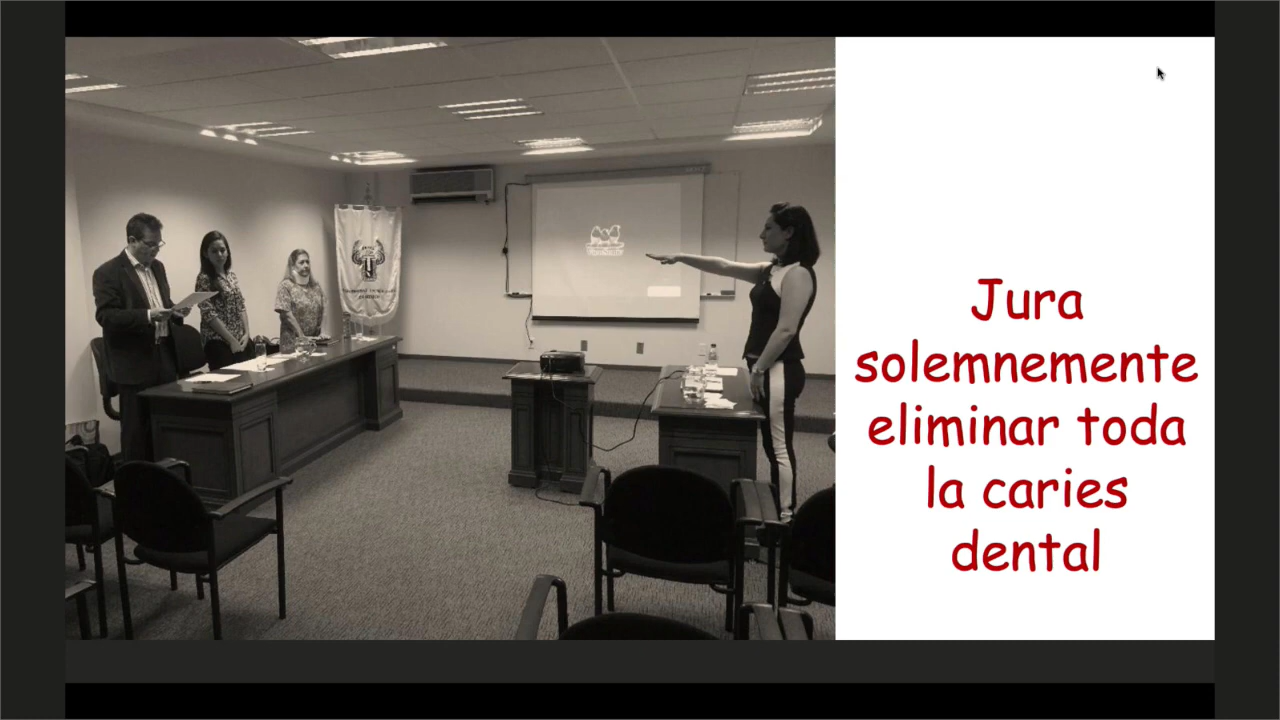 Jura
solemnemente
eliminar toda
la caries
dental